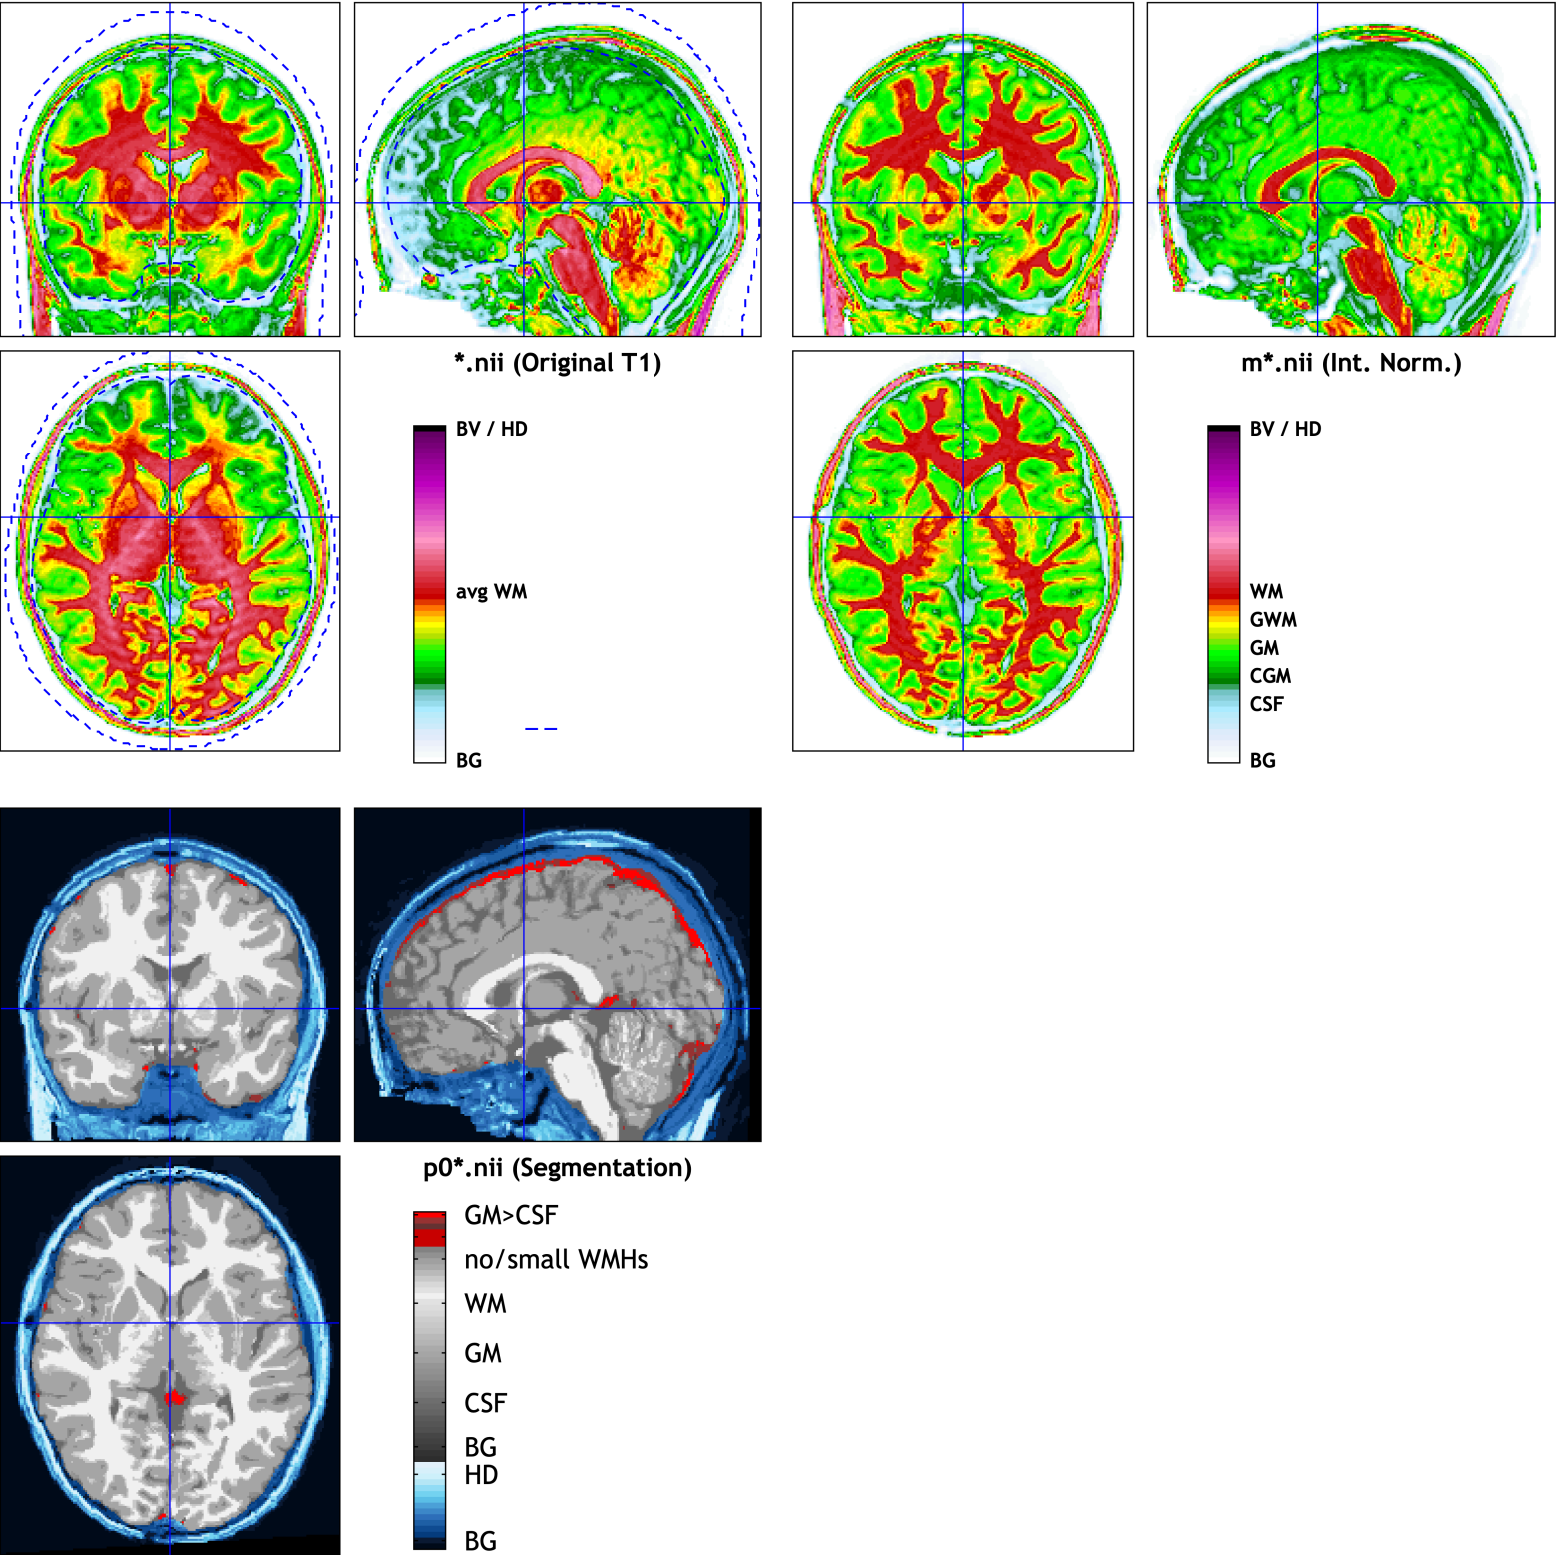 *.nii (Original T1)
BV / HD
avg WM
BG
m*.nii (Int. Norm.)
BV / HD
WM
GWM
GM
CGM
CSF
BG
p0*.nii (Segmentation)
GM>CSF
no/small WMHs
WM
GM
CSF
BG
HD
BG